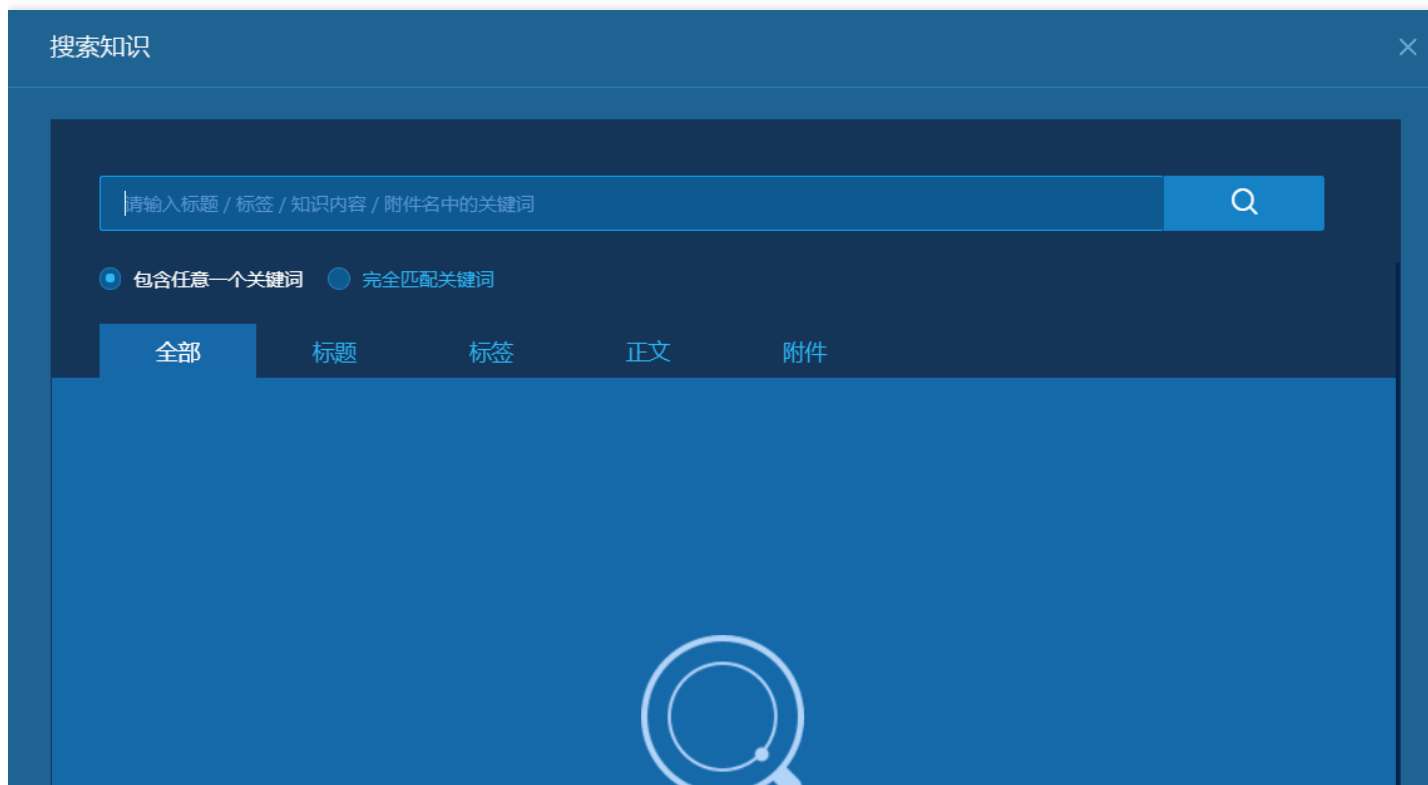 搜索知识
请输入标题 / 标签 / 知识内容 / 附件名中的关键词
包含任意一个关键词 完全匹配关键词
全部 标题 标签 正文 附件